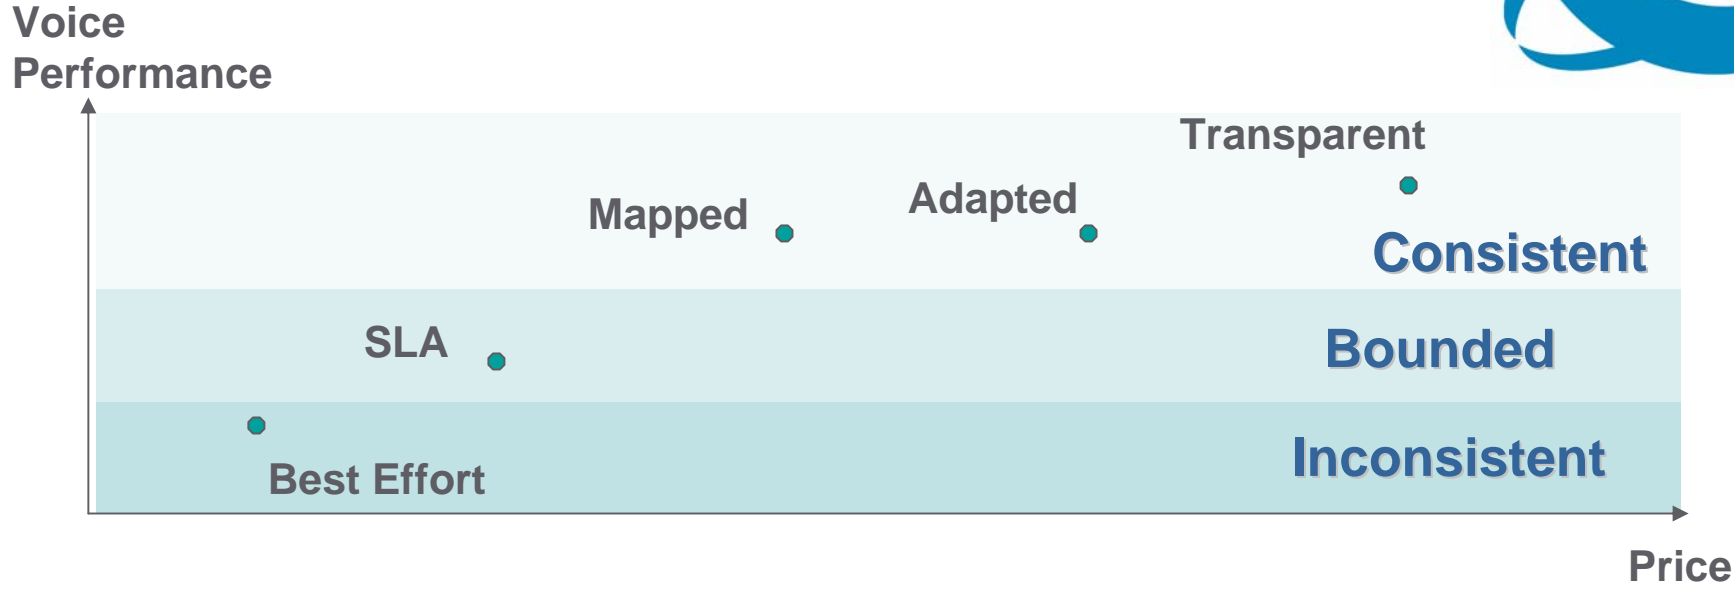 Voice
Performance
Transparent
Adapted
Mapped
Consistent
SLA
Bounded
Best Effort
Inconsistent
Price